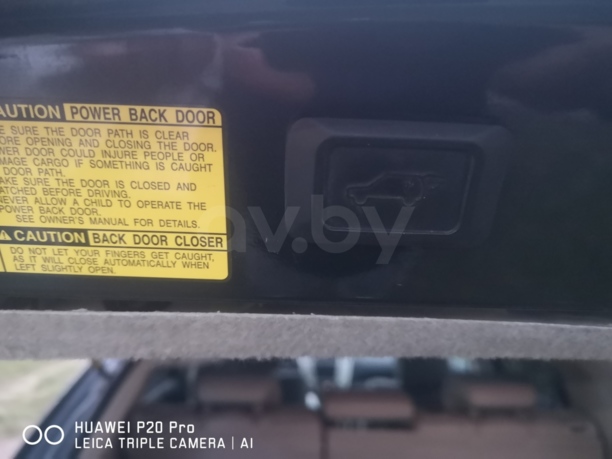 CAUTION POWER BACK DOOR
KE SURE THE DOOR PATH IS CLEAR
ORE OPENING AND CLOSING THE DOOR.
WER DOOR COULD INJURE PEOPLE OR
MAGE CARGO IF SOMETHING IS CAUGHT
DOOR PATH.
AKE SURE THE DOOR IS CLOSED AND
ATCHED BEFORE DRIVING.
NEVER ALLOW A CHILD TO OPERATE THE
POWER BACK DOOR.
SEE OWNER'S MANUAL FOR DETAILS.
CAUTION BACK DOOR CLOSER
DO NOT LET YOUR FINGERS GET CAUGHT,
AS IT WILL CLOSE AUTOMATICALLY WHEN
LEFT SLIGHTLY OPEN.
av.by
HUAWEI P20 Pro
LEICA TRIPLE CAMERA | AI